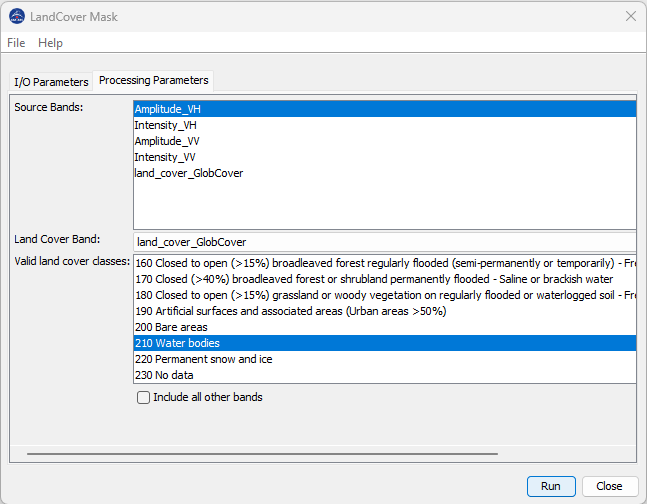 LandCover Mask
File Help
I/O Parameters Processing Parameters
Source Bands:
Amplitude_VH
Intensity_VH
Amplitude_VV
Intensity_VV
land_cover_GlobCover
Land Cover Band: land_cover_GlobCover
Valid land cover classes:
160 Closed to open (>15%) broadleaved forest regularly flooded (semi-permanently or temporarily) - Fre
170 Closed (>40%) broadleaved forest or shrubland permanently flooded - Saline or brackish water
180 Closed to open (>15%) grassland or woody vegetation on regularly flooded or waterlogged soil - Fre
190 Artificial surfaces and associated areas (Urban areas >50%)
200 Bare areas
210 Water bodies
220 Permanent snow and ice
230 No data
Include all other bands
Run Close